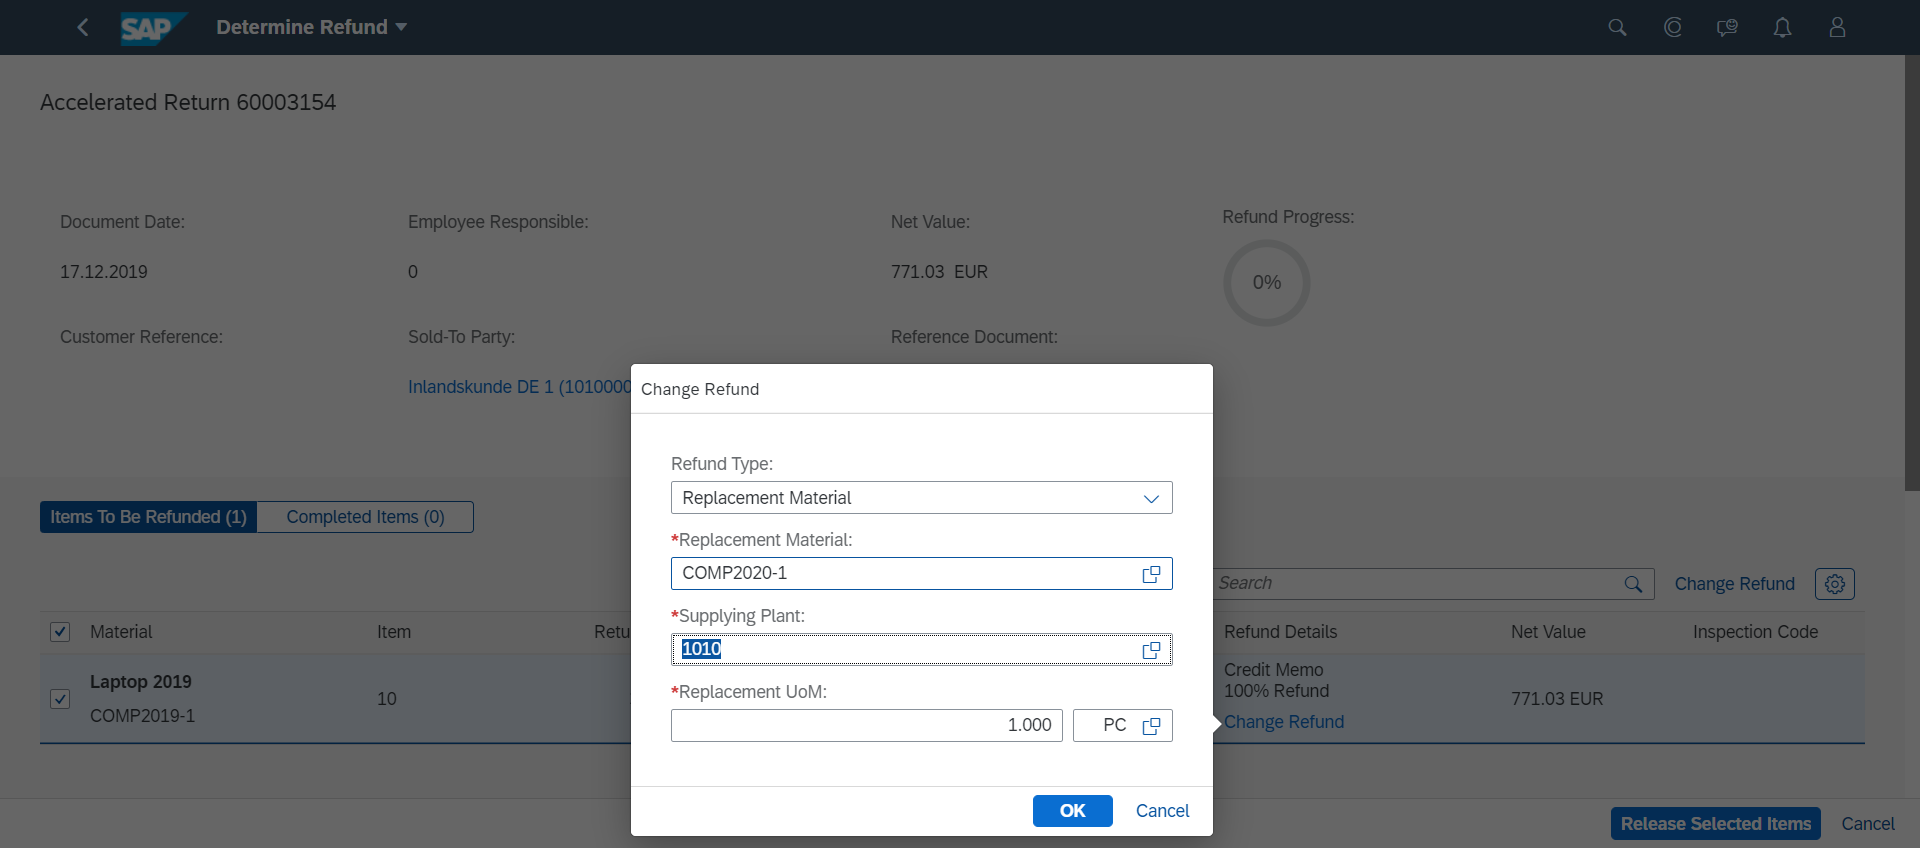 SAP Determine Refund
Accelerated Return 60003154
Document Date: Employee Responsible: Net Value: Refund Progress:
17.12.2019 0 771.03 EUR 0%
Customer Reference: Sold-To Party: Reference Document:
Inlandskunde DE 1 (1010000
Change Refund
Refund Type:
Replacement Material
*Replacement Material:
COMP2020-1
*Supplying Plant:
1010
*Replacement UoM:
1.000 PC
OK Cancel
Items To Be Refunded (1) Completed Items (0)
Search Change Refund
Material Item Retu Refund Details Net Value Inspection Code
Laptop 2019
COMP2019-1
10
Credit Memo
100% Refund
Change Refund
771.03 EUR
Release Selected Items Cancel